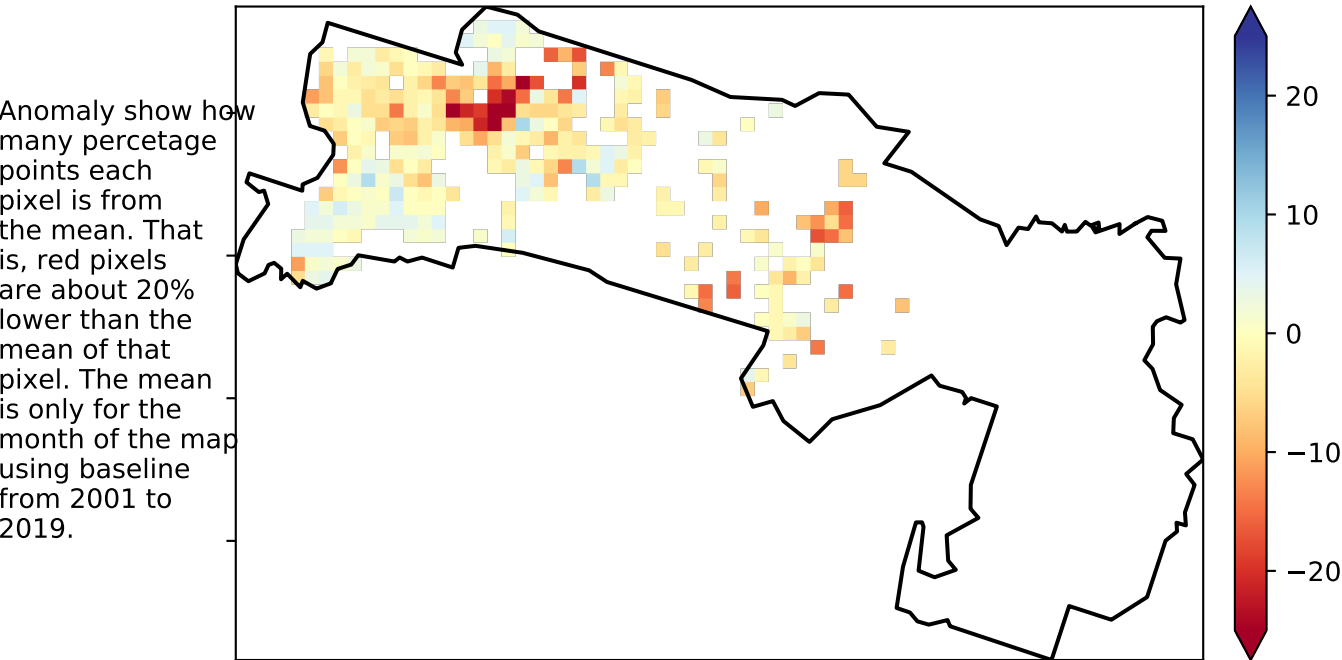 Anomaly show how
many percetage
points each
pixel is from
the mean. That
is, red pixels
are about 20%
lower than the
mean of that
pixel. The mean
is only for the
month of the map
using baseline
from 2001 to
2019.
20
10
0
−10
−20